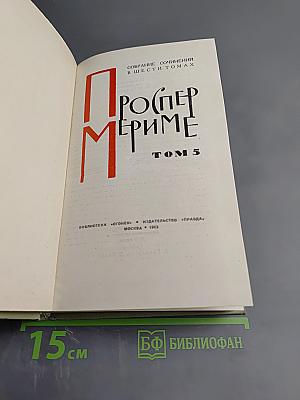 СОБРАНИЕ СОЧИНЕНИЙ
В ШЕСТИ ТОМАХ
ПРОСПЕР
МЕРИМЕ
ТОМ 5
БИБЛИОТЕКА «ОГОНЕК» • ИЗДАТЕЛЬСТВО «ПРАВДА»
МОСКВА • 1963
15 см
БФ БИБЛИОФАН